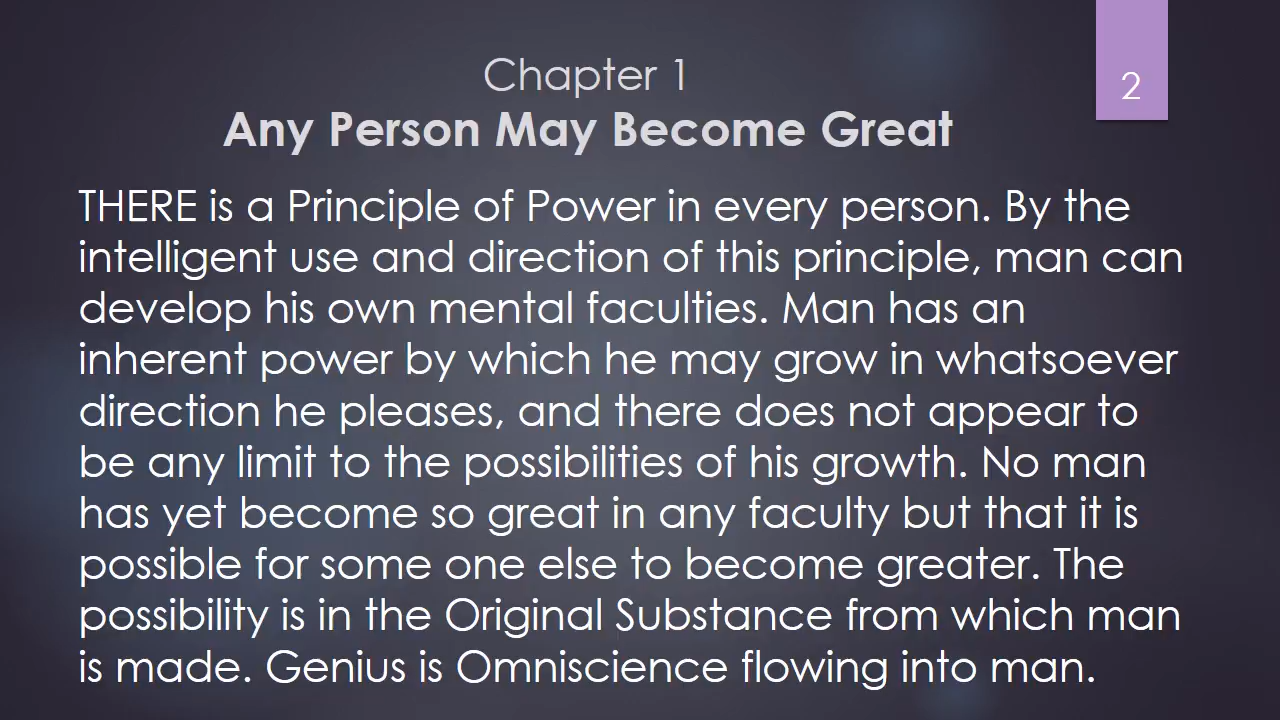 Chapter 1
2
Any Person May Become Great
THERE is a Principle of Power in every person. By the
intelligent use and direction of this principle, man can
develop his own mental faculties. Man has an
inherent power by which he may grow in whatsoever
direction he pleases, and there does not appear to
be any limit to the possibilities of his growth. No man
has yet become so great in any faculty but that it is
possible for some one else to become greater. The
possibility is in the Original Substance from which man
is made. Genius is Omniscience flowing into man.